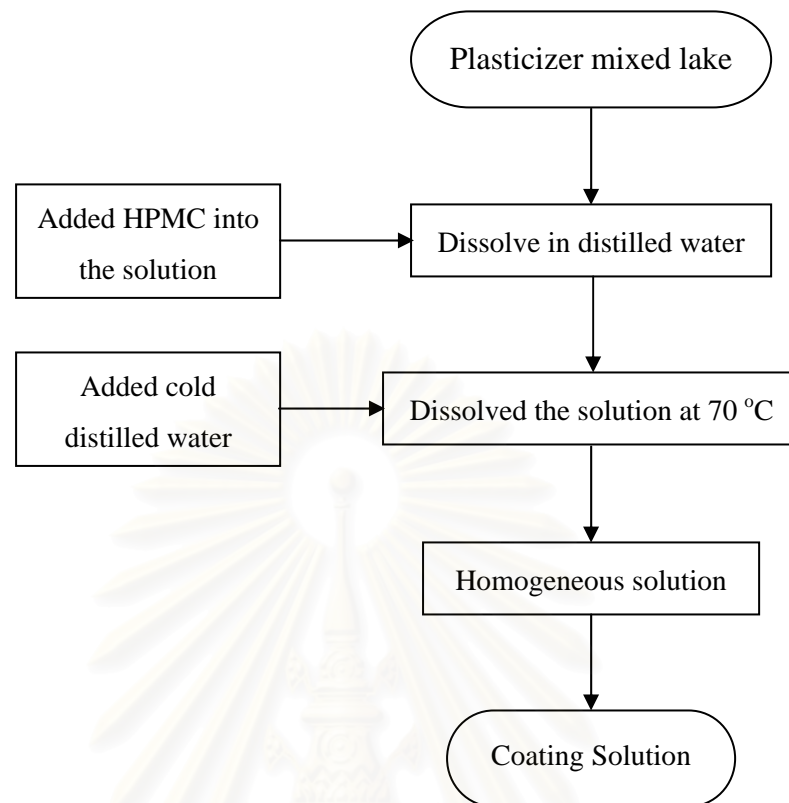 Plasticizer mixed lake
Added HPMC into
the solution
Dissolve in distilled water
Added cold
distilled water
Dissolved the solution at 70 °C
Homogeneous solution
Coating Solution